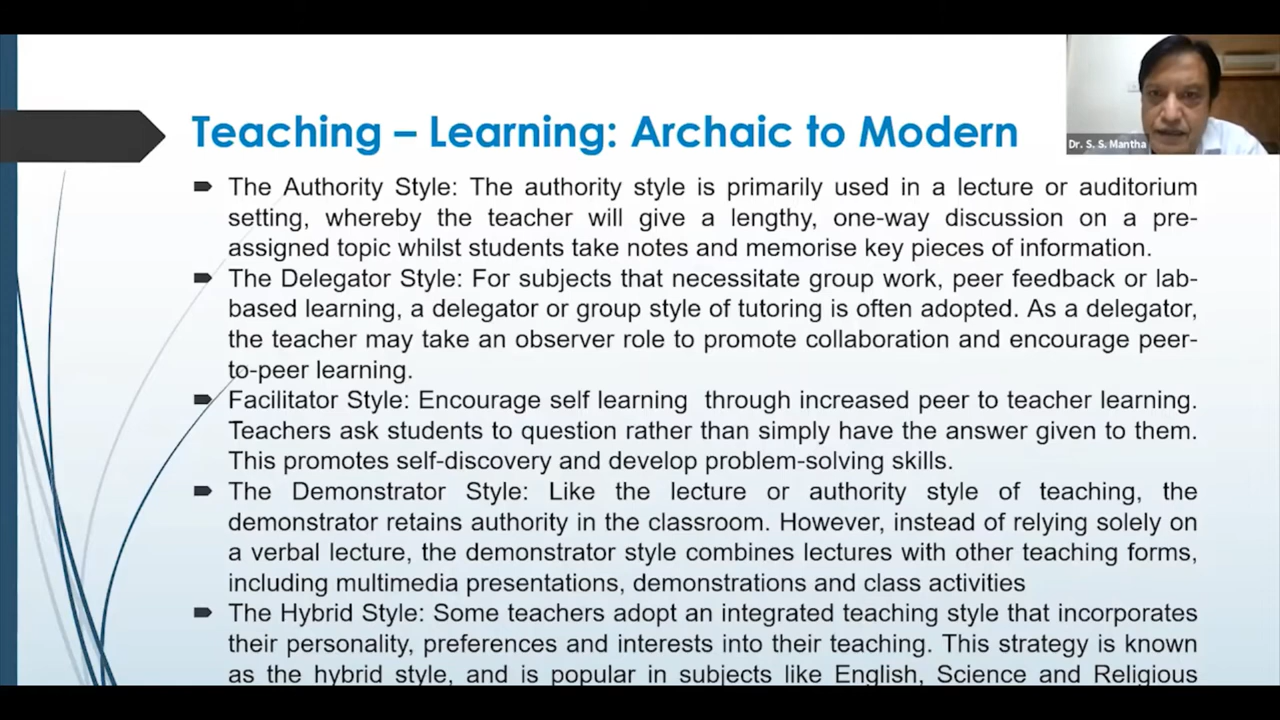 Teaching – Learning: Archaic to Modern
Dr. S. S. Mantha
The Authority Style: The authority style is primarily used in a lecture or auditorium
setting, whereby the teacher will give a lengthy, one-way discussion on a pre-
assigned topic whilst students take notes and memorise key pieces of information.
The Delegator Style: For subjects that necessitate group work, peer feedback or lab-
based learning, a delegator or group style of tutoring is often adopted. As a delegator,
the teacher may take an observer role to promote collaboration and encourage peer-
to-peer learning.
Facilitator Style: Encourage self learning through increased peer to teacher learning.
Teachers ask students to question rather than simply have the answer given to them.
This promotes self-discovery and develop problem-solving skills.
The Demonstrator Style: Like the lecture or authority style of teaching, the
demonstrator retains authority in the classroom. However, instead of relying solely on
a verbal lecture, the demonstrator style combines lectures with other teaching forms,
including multimedia presentations, demonstrations and class activities
The Hybrid Style: Some teachers adopt an integrated teaching style that incorporates
their personality, preferences and interests into their teaching. This strategy is known
as the hybrid style, and is popular in subjects like English, Science and Religious